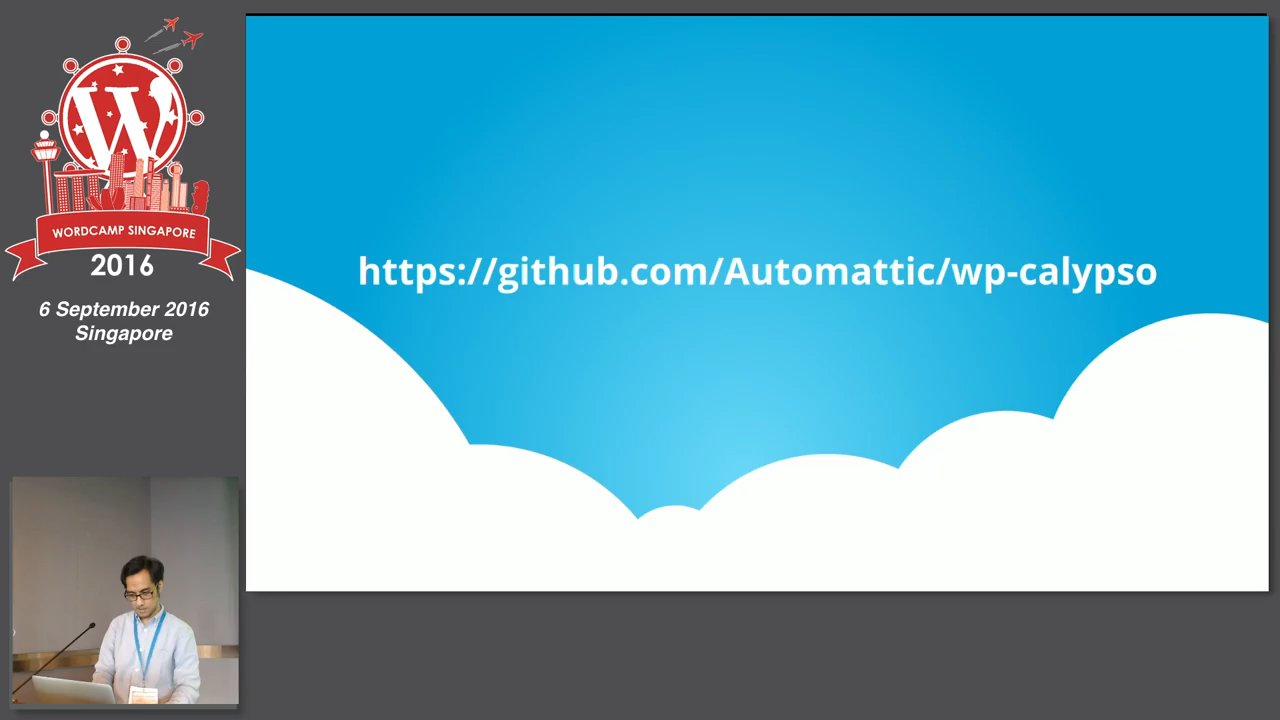 W
WORDCAMP SINGAPORE
2016
6 September 2016
Singapore
https://github.com/Automattic/wp-calypso